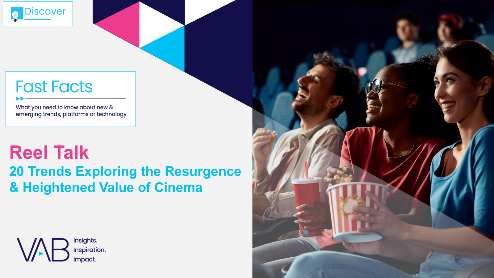 Discover
Fast Facts
What you need to know about new &
emerging trends, platforms or technology
Reel Talk
20 Trends Exploring the Resurgence
& Heightened Value of Cinema
VAB
Insights.
Inspiration.
Impact.